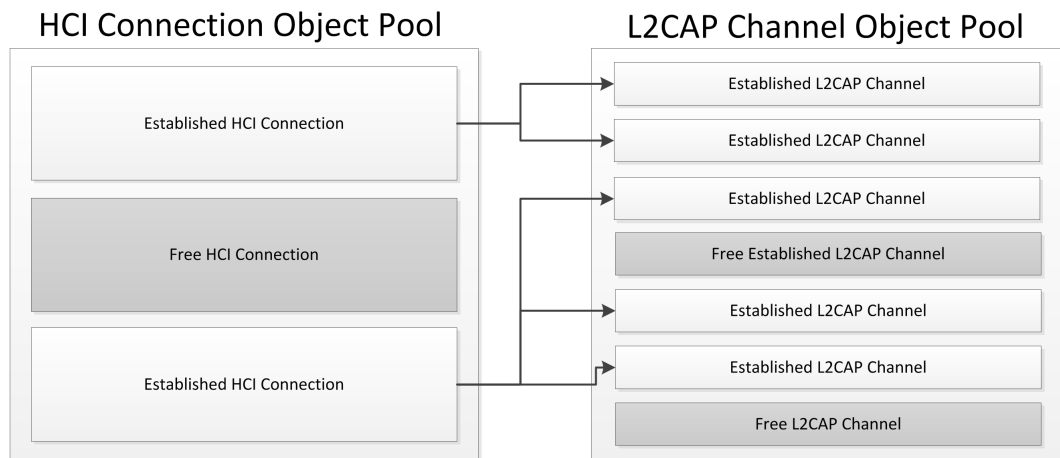 HCI Connection Object Pool
Established HCI Connection
Free HCI Connection
Established HCI Connection
L2CAP Channel Object Pool
Established L2CAP Channel
Established L2CAP Channel
Established L2CAP Channel
Free Established L2CAP Channel
Established L2CAP Channel
Established L2CAP Channel
Free L2CAP Channel